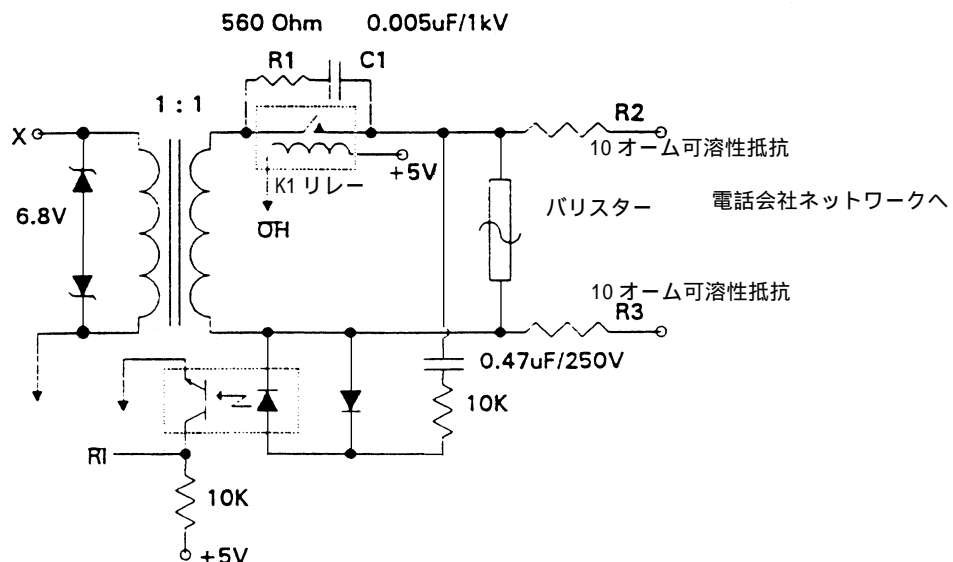 560 Ohm 0.005uF/1kV
R1 C1
1 : 1
X
R2
10 オーム可溶性抵抗
+5V
K1 リレー
6.8V
バリスター
電話会社ネットワークへ
OH
10 オーム可溶性抵抗
R3
0.47uF/250V
10K
RI
10K
+5V